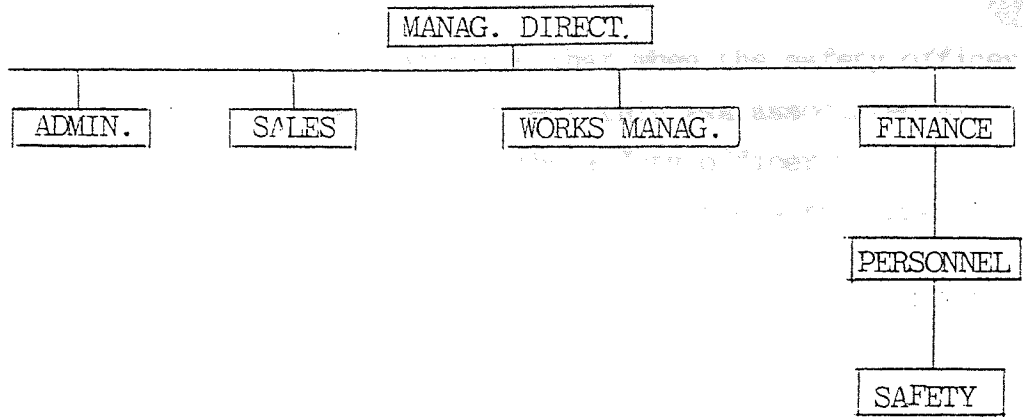 MANAG. DIRECT.
ADMIN. SALES WORKS MANAG. FINANCE
PERSONNEL
SAFETY